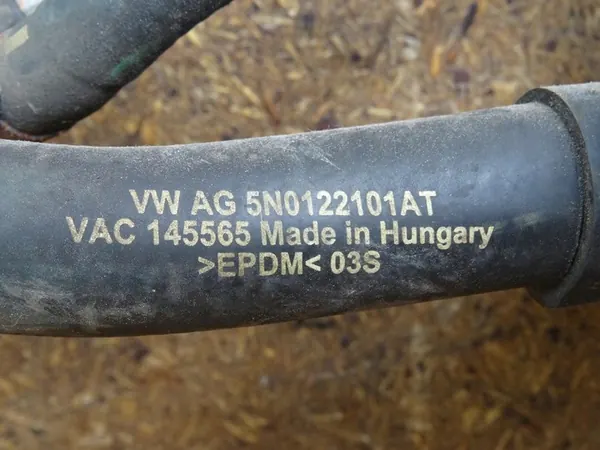 VW AG 5N0122101AT
VAC 145565 Made in Hungary
>EPDM< 03S